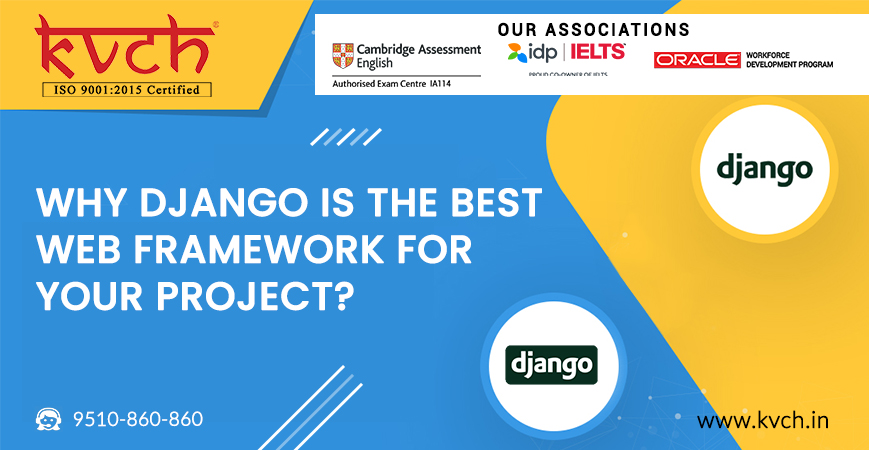 kvch®
ISO 9001:2015 Certified
OUR ASSOCIATIONS
Cambridge Assessment
English
Authorised Exam Centre IA114
idp | IELTS
PROUD CO-OWNER OF IELTS
ORACLE
WORKFORCE
DEVELOPMENT PROGRAM
django
WHY DJANGO IS THE BEST
WEB FRAMEWORK FOR
YOUR PROJECT?
django
9510-860-860
www.kvch.in